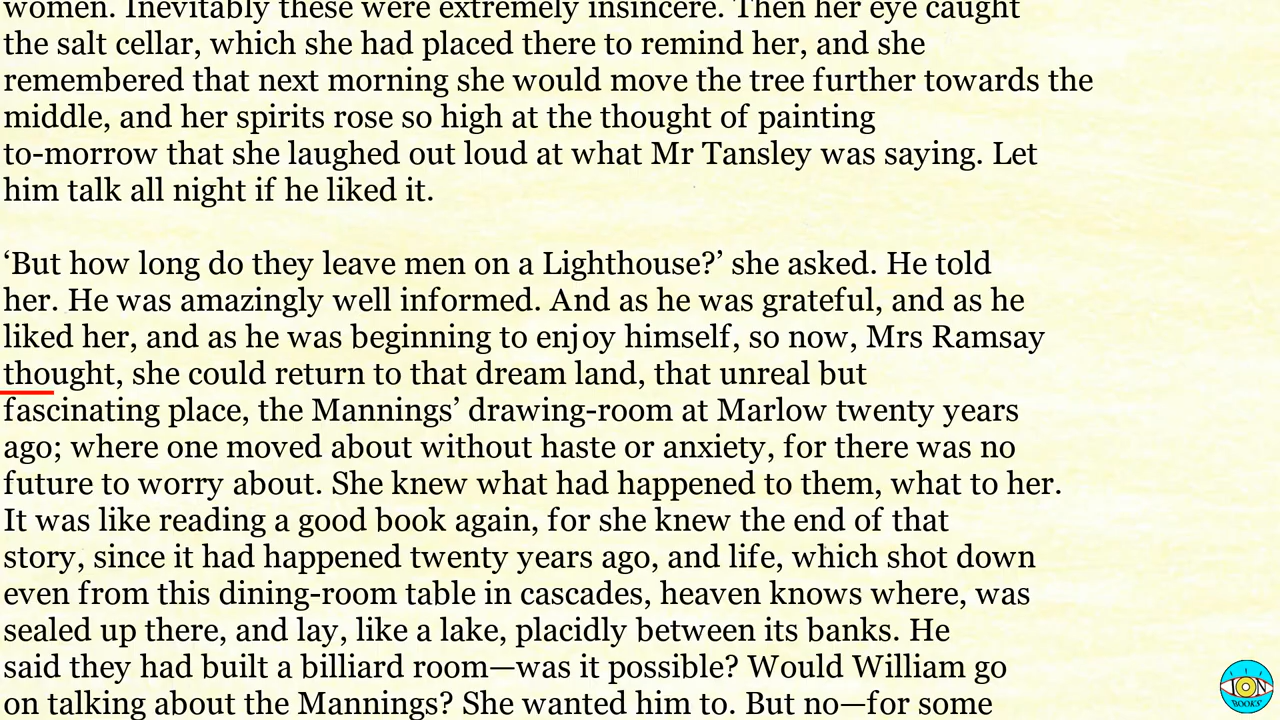 women. Inevitably these were extremely insincere. Then her eye caught
the salt cellar, which she had placed there to remind her, and she
remembered that next morning she would move the tree further towards the
middle, and her spirits rose so high at the thought of painting
to-morrow that she laughed out loud at what Mr Tansley was saying. Let
him talk all night if he liked it.
‘But how long do they leave men on a Lighthouse?’ she asked. He told
her. He was amazingly well informed. And as he was grateful, and as he
liked her, and as he was beginning to enjoy himself, so now, Mrs Ramsay
thought, she could return to that dream land, that unreal but
fascinating place, the Mannings’ drawing-room at Marlow twenty years
ago; where one moved about without haste or anxiety, for there was no
future to worry about. She knew what had happened to them, what to her.
It was like reading a good book again, for she knew the end of that
story, since it had happened twenty years ago, and life, which shot down
even from this dining-room table in cascades, heaven knows where, was
sealed up there, and lay, like a lake, placidly between its banks. He
said they had built a billiard room—was it possible? Would William go
on talking about the Mannings? She wanted him to. But no—for some
ION
BOOKS